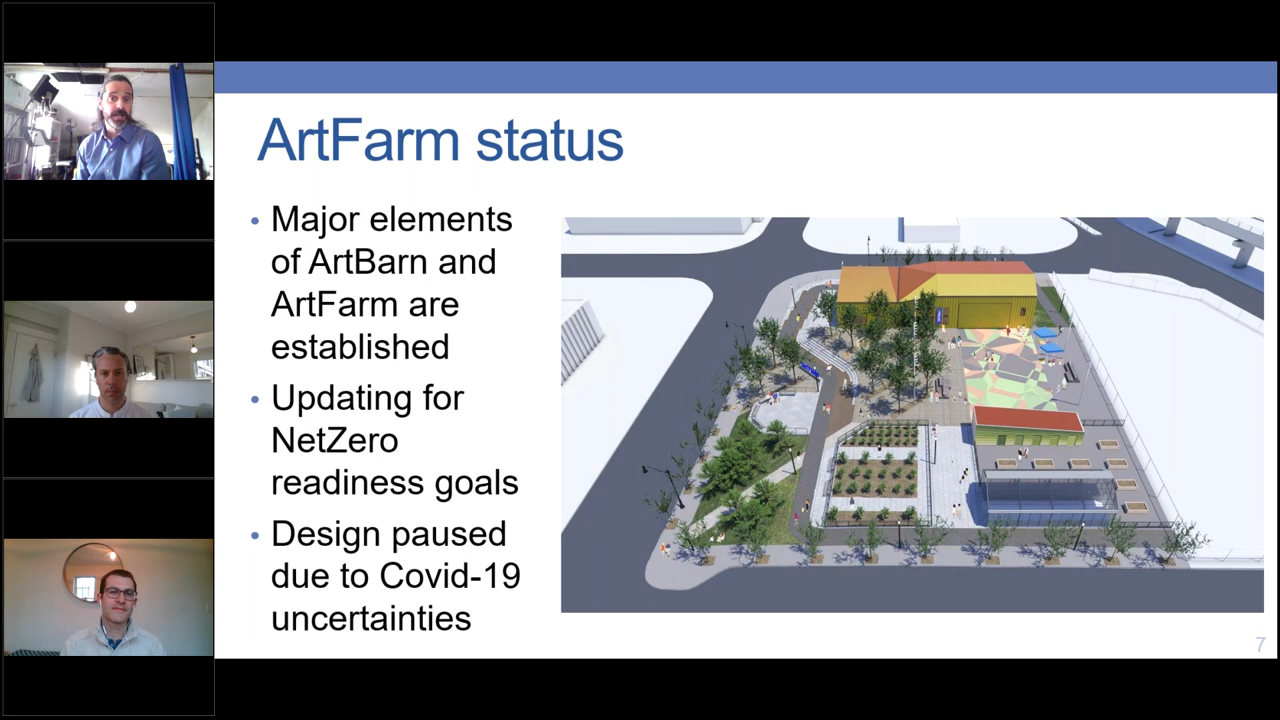 ArtFarm status
• Major elements
of ArtBarn and
ArtFarm are
established
• Updating for
NetZero
readiness goals
• Design paused
due to Covid-19
uncertainties
7